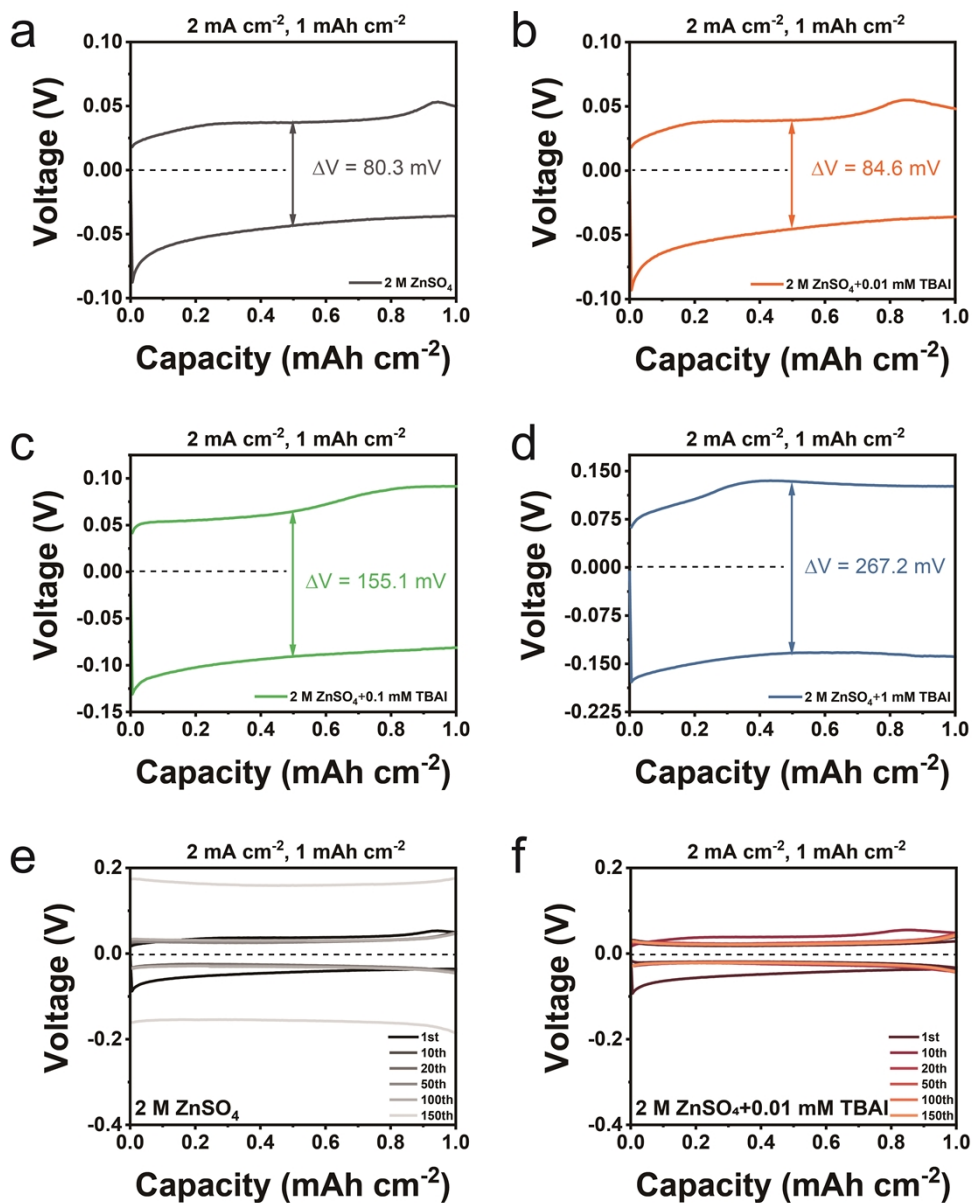 a
2 mA cm⁻², 1 mAh cm⁻²
0.10
0.05
0.00
-0.05
-0.10
Voltage (V)
ΔV = 80.3 mV
2 M ZnSO₄
0.0 0.2 0.4 0.6 0.8 1.0
Capacity (mAh cm⁻²)
b
2 mA cm⁻², 1 mAh cm⁻²
0.10
0.05
0.00
-0.05
-0.10
Voltage (V)
ΔV = 84.6 mV
2 M ZnSO₄+0.01 mM TBAI
0.0 0.2 0.4 0.6 0.8 1.0
Capacity (mAh cm⁻²)
c
2 mA cm⁻², 1 mAh cm⁻²
0.10
0.05
0.00
-0.05
-0.10
-0.15
Voltage (V)
ΔV = 155.1 mV
2 M ZnSO₄+0.1 mM TBAI
0.0 0.2 0.4 0.6 0.8 1.0
Capacity (mAh cm⁻²)
d
2 mA cm⁻², 1 mAh cm⁻²
0.150
0.075
0.000
-0.075
-0.150
-0.225
Voltage (V)
ΔV = 267.2 mV
2 M ZnSO₄+1 mM TBAI
0.0 0.2 0.4 0.6 0.8 1.0
Capacity (mAh cm⁻²)
e
2 mA cm⁻², 1 mAh cm⁻²
0.2
0.0
-0.2
-0.4
Voltage (V)
1st
10th
20th
50th
100th
150th
2 M ZnSO₄
0.0 0.2 0.4 0.6 0.8 1.0
Capacity (mAh cm⁻²)
f
2 mA cm⁻², 1 mAh cm⁻²
0.2
0.0
-0.2
-0.4
Voltage (V)
1st
10th
20th
50th
100th
150th
2 M ZnSO₄+0.01 mM TBAI
0.0 0.2 0.4 0.6 0.8 1.0
Capacity (mAh cm⁻²)